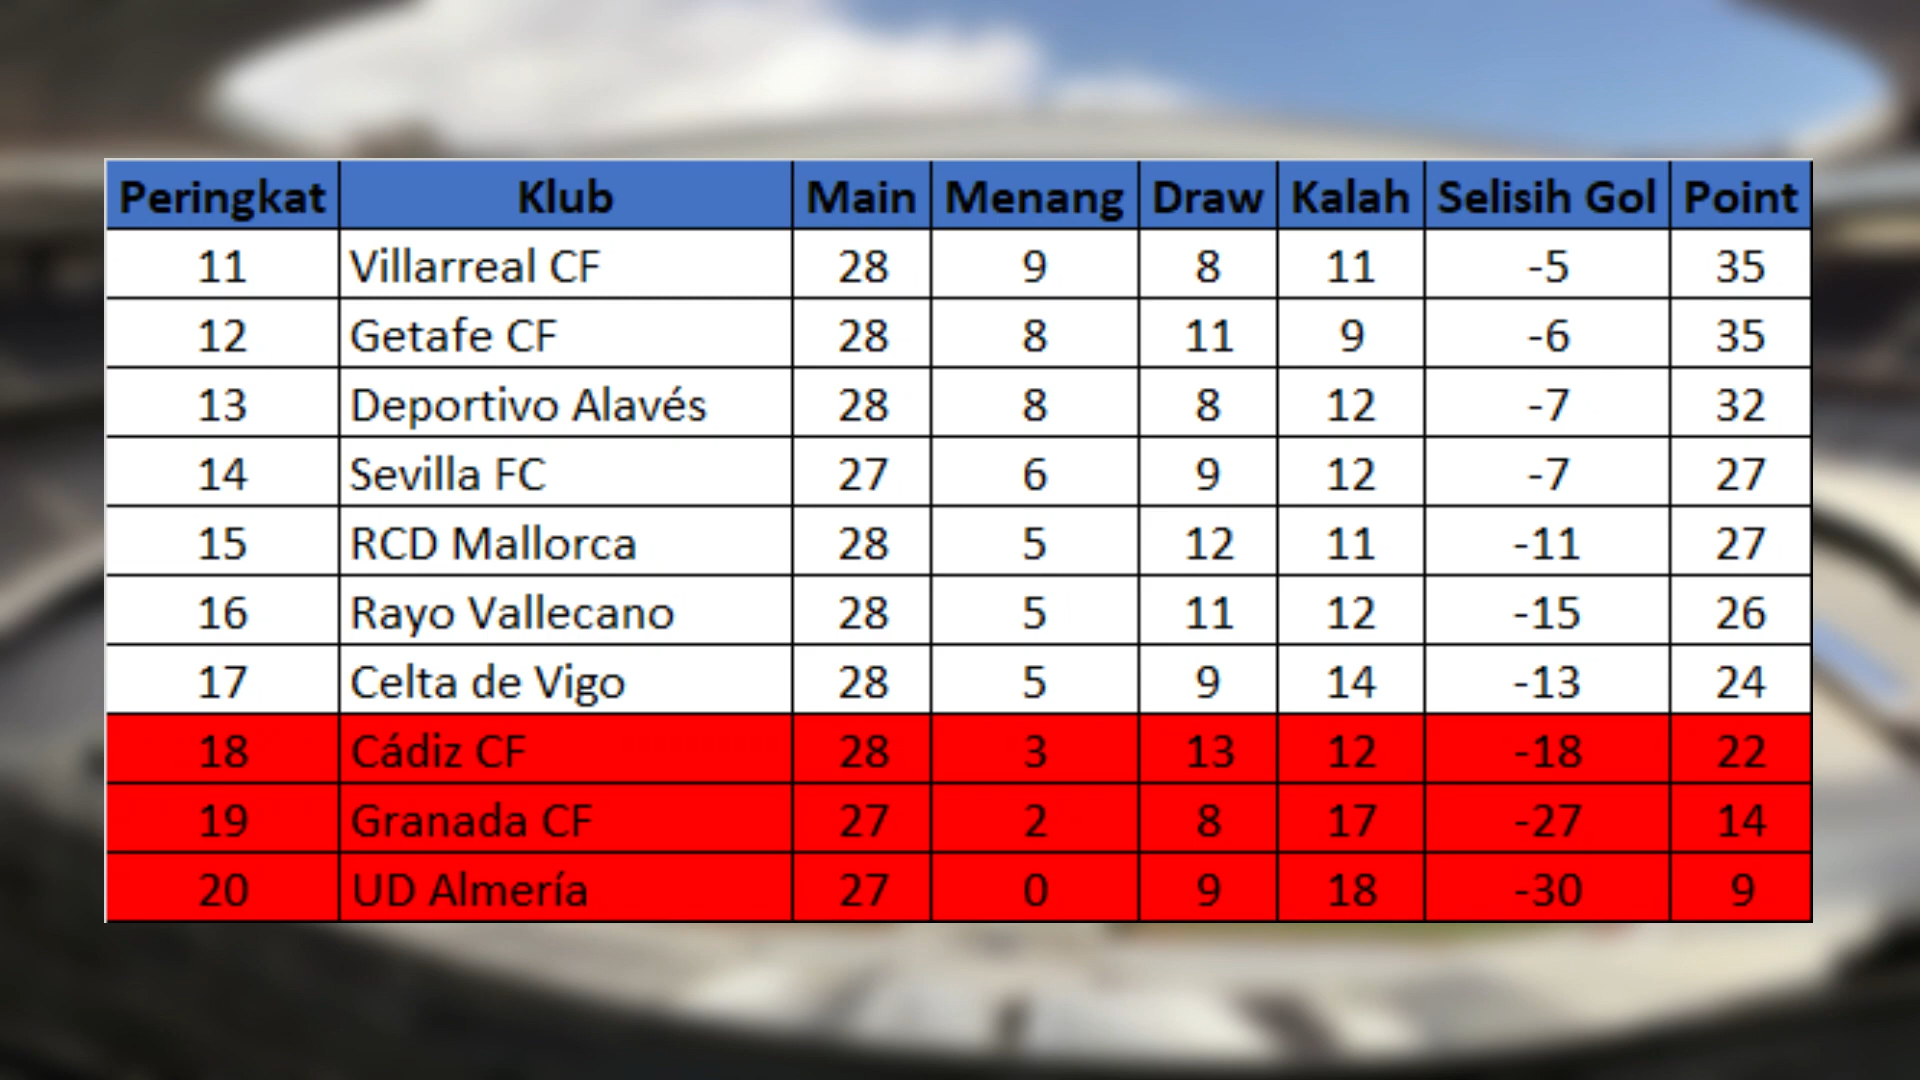 Peringkat Klub Main Menang Draw Kalah Selisih Gol Point
11 Villarreal CF 28 9 8 11 -5 35
12 Getafe CF 28 8 11 9 -6 35
13 Deportivo Alavés 28 8 8 12 -7 32
14 Sevilla FC 27 6 9 12 -7 27
15 RCD Mallorca 28 5 12 11 -11 27
16 Rayo Vallecano 28 5 11 12 -15 26
17 Celta de Vigo 28 5 9 14 -13 24
18 Cádiz CF 28 3 13 12 -18 22
19 Granada CF 27 2 8 17 -27 14
20 UD Almería 27 0 9 18 -30 9